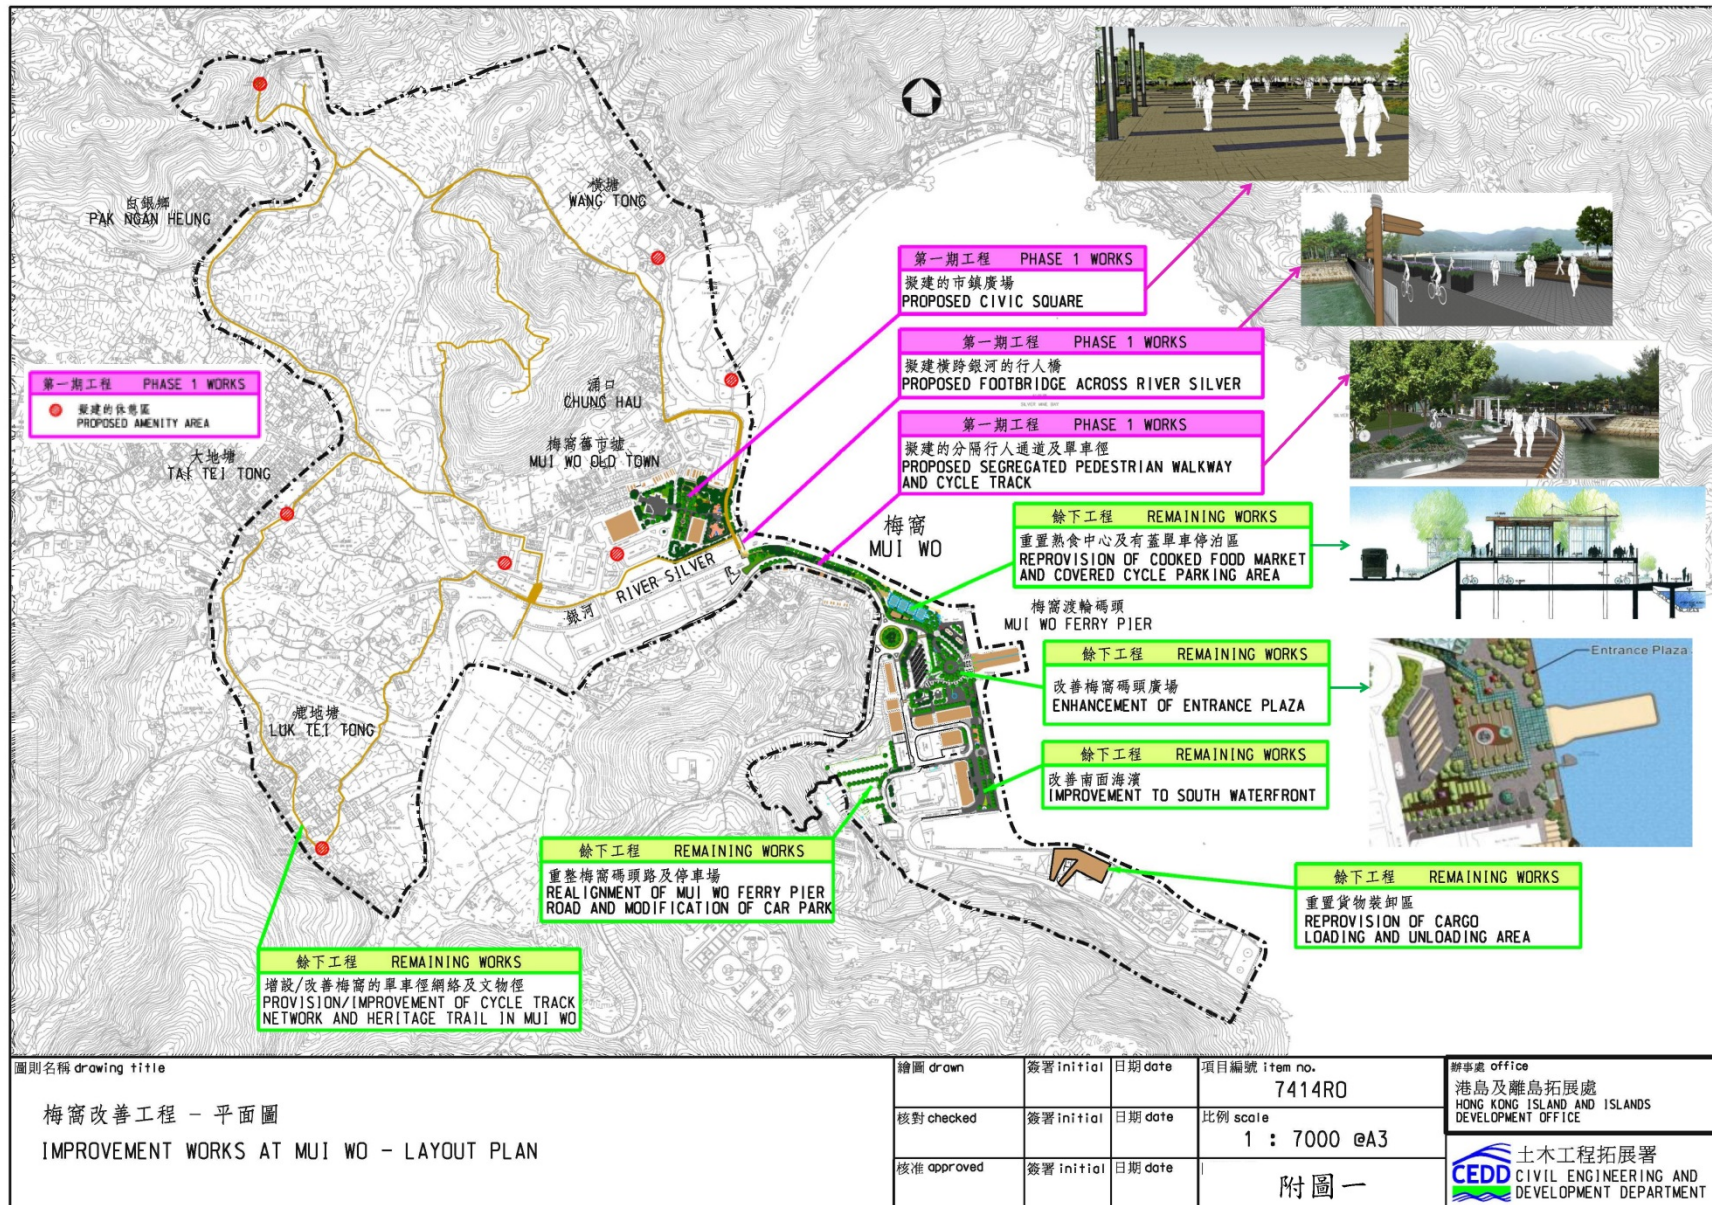 白銀鄉
PAK NGAN HEUNG
橫塘
WANG TONG
第一期工程 PHASE 1 WORKS
擬建的市鎮廣場
PROPOSED CIVIC SQUARE
第一期工程 PHASE 1 WORKS
擬建橫跨銀河的行人橋
PROPOSED FOOTBRIDGE ACROSS RIVER SILVER
第一期工程 PHASE 1 WORKS
擬建的分隔行人通道及單車徑
PROPOSED SEGREGATED PEDESTRIAN WALKWAY
AND CYCLE TRACK
第一期工程 PHASE 1 WORKS
擬建的休憩區
PROPOSED AMENITY AREA
涌口
CHUNG HAU
梅窩舊市墟
MUI WO OLD TOWN
大地塘
TAI TEI TONG
梅窩
MUI WO
銀河 RIVER SILVER
餘下工程 REMAINING WORKS
重置熟食中心及有蓋單車停泊區
REPROVISION OF COOKED FOOD MARKET
AND COVERED CYCLE PARKING AREA
梅窩渡輪碼頭
MUI WO FERRY PIER
餘下工程 REMAINING WORKS
改善梅窩碼頭廣場
ENHANCEMENT OF ENTRANCE PLAZA
Entrance Plaza
鹿地塘
LUK TEI TONG
餘下工程 REMAINING WORKS
改善南面海濱
IMPROVEMENT TO SOUTH WATERFRONT
餘下工程 REMAINING WORKS
重整梅窩碼頭路及停車場
REALIGNMENT OF MUI WO FERRY PIER
ROAD AND MODIFICATION OF CAR PARK
餘下工程 REMAINING WORKS
重置貨物裝卸區
REPROVISION OF CARGO
LOADING AND UNLOADING AREA
餘下工程 REMAINING WORKS
增設/改善梅窩的單車徑網絡及文物徑
PROVISION/IMPROVEMENT OF CYCLE TRACK
NETWORK AND HERITAGE TRAIL IN MUI WO
圖則名稱 drawing title
梅窩改善工程 - 平面圖
IMPROVEMENT WORKS AT MUI WO - LAYOUT PLAN
繪圖 drawn
簽署 initial
日期 date
核對 checked
簽署 initial
日期 date
核准 approved
簽署 initial
日期 date
項目編號 item no.
7414RO
比例 scale
1 : 7000 @A3
附圖一
辦事處 office
港島及離島拓展處
HONG KONG ISLAND AND ISLANDS
DEVELOPMENT OFFICE
CEDD
土木工程拓展署
CIVIL ENGINEERING AND
DEVELOPMENT DEPARTMENT